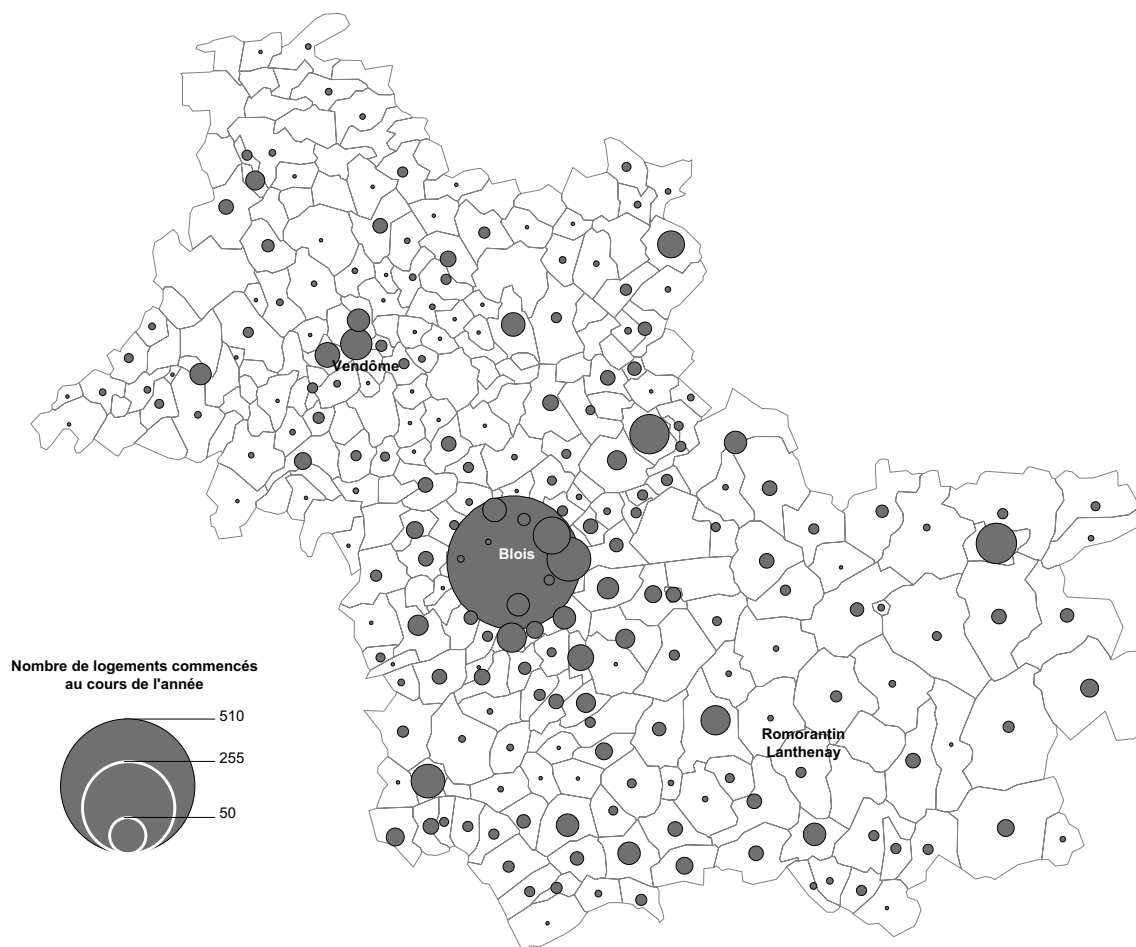 Vendôme
Blois
Nombre de logements commencés
au cours de l'année
510
255
50
Romorantin
Lanthenay